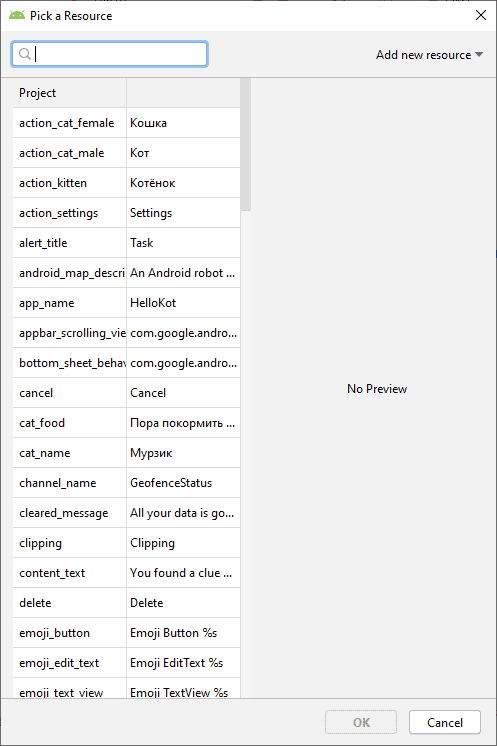 Pick a Resource
Add new resource
Project
action_cat_female Кошка
action_cat_male Кот
action_kitten Котёнок
action_settings Settings
alert_title Task
android_map_descri An Android robot ...
app_name HelloKot
appbar_scrolling_vie com.google.andro...
bottom_sheet_behav com.google.andro...
cancel Cancel
cat_food Пора покормить ...
cat_name Мурзик
channel_name GeofenceStatus
cleared_message All your data is go...
clipping Clipping
content_text You found a clue ...
delete Delete
emoji_button Emoji Button %s
emoji_edit_text Emoji EditText %s
emoji_text_view Emoji TextView %s
No Preview
OK Cancel